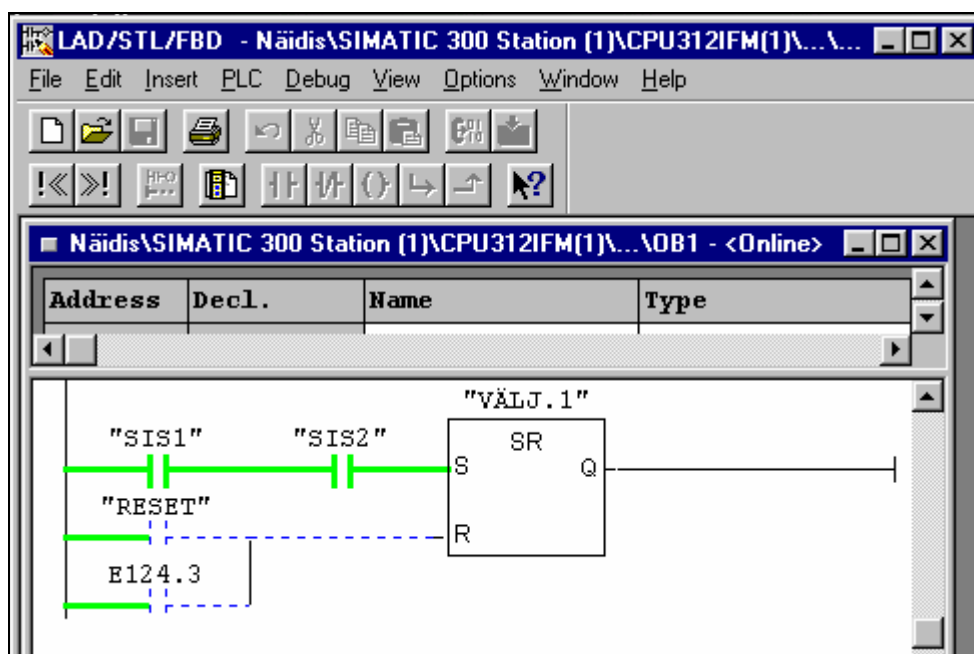 LAD/STL/FBD - Näidis\SIMATIC 300 Station (1)\CPU312IFM(1)\...\...
File Edit Insert PLC Debug View Options Window Help
Näidis\SIMATIC 300 Station (1)\CPU312IFM(1)\...\OB1 - <Online>
Address Decl. Name Type
"VÄLJ.1"
"SIS1" "SIS2" SR
S Q
"RESET"
R
E124.3